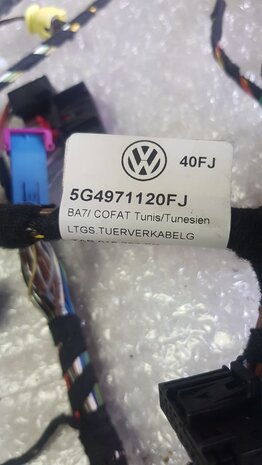 40FJ
5G4971120FJ
BA7/ COFAT Tunis/Tunesien
LTGS.TUERVERKABELG